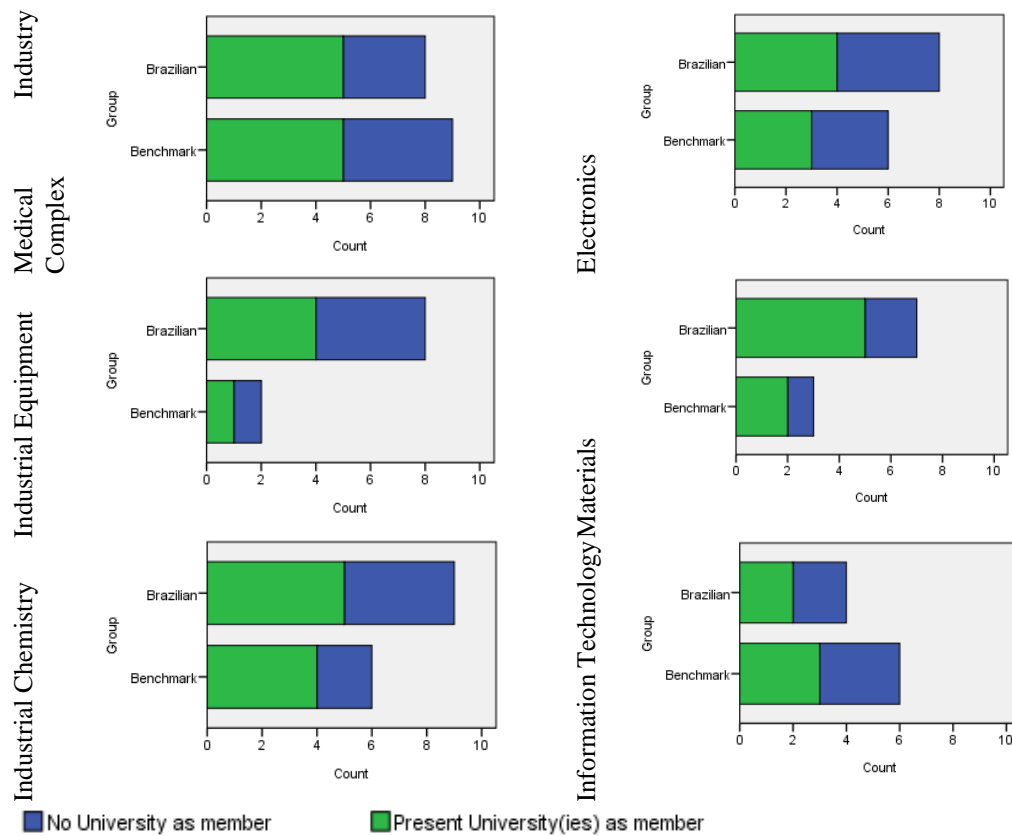 Industry
Group
Brazilian
Benchmark
0 2 4 6 8 10
Count
Electronics
Group
Brazilian
Benchmark
0 2 4 6 8 10
Count
Medical
Complex
Group
Brazilian
Benchmark
0 2 4 6 8 10
Count
Materials
Group
Brazilian
Benchmark
0 2 4 6 8 10
Count
Industrial Equipment
Industrial Chemistry
Group
Brazilian
Benchmark
0 2 4 6 8 10
Count
Information Technology
Group
Brazilian
Benchmark
0 2 4 6 8 10
Count
No University as member
Present University(ies) as member